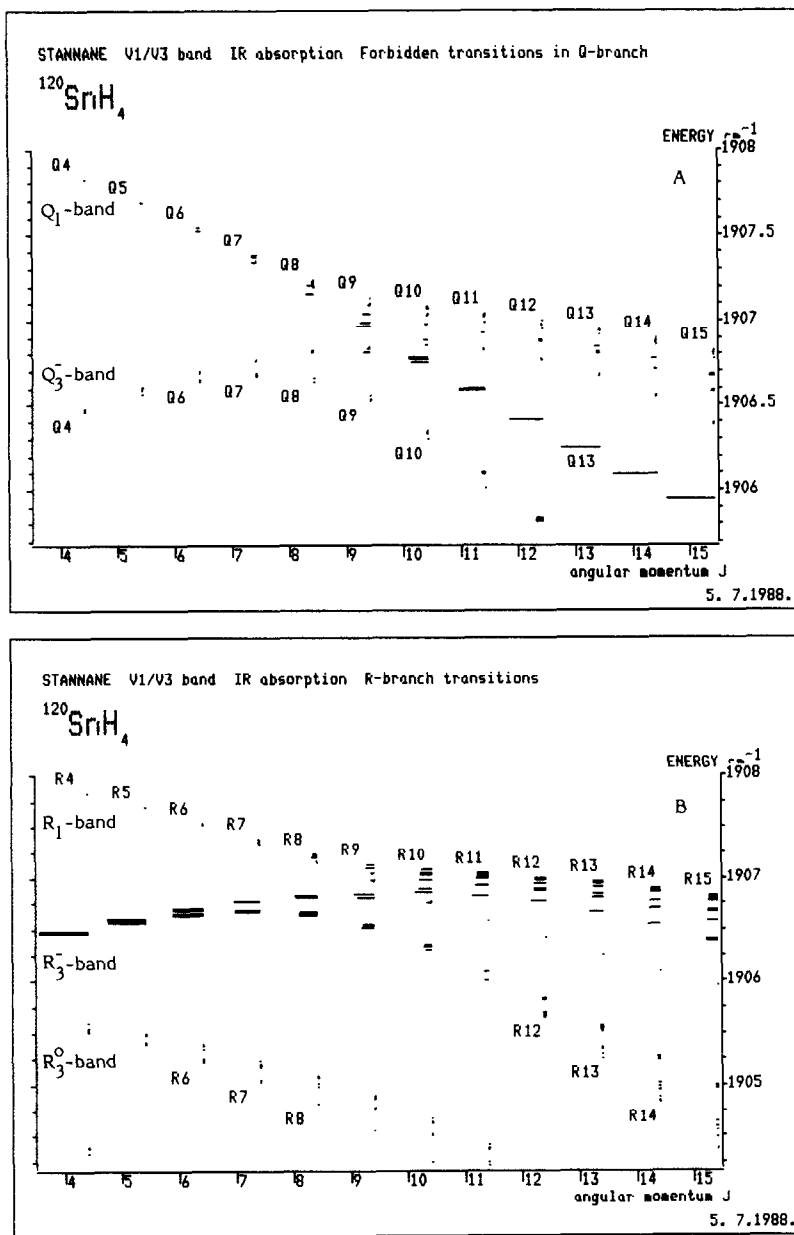 STANNANE V1/V3 band IR absorption Forbidden transitions in Q-branch
120SnH4
ENERGY cm-1
A
1908
1907.5
1907
1906.5
1906
Q4
Q5
Q6
Q7
Q8
Q9
Q10
Q11
Q12
Q13
Q14
Q15
Q1-band
Q3- -band
Q4
Q6
Q6
Q8
Q9
Q10
Q13
4 5 6 7 8 9 10 11 12 13 14 15
angular momentum J
5. 7.1988.
STANNANE V1/V3 band IR absorption R-branch transitions
120SnH4
ENERGY cm-1
B
1908
1907
1906
1905
R4
R5
R6
R7
R8
R9
R10
R11
R12
R13
R14
R15
R1-band
R3- -band
R3o-band
R6
R7
R8
R12
R13
R14
4 5 6 7 8 9 10 11 12 13 14 15
angular momentum J
5. 7.1988.